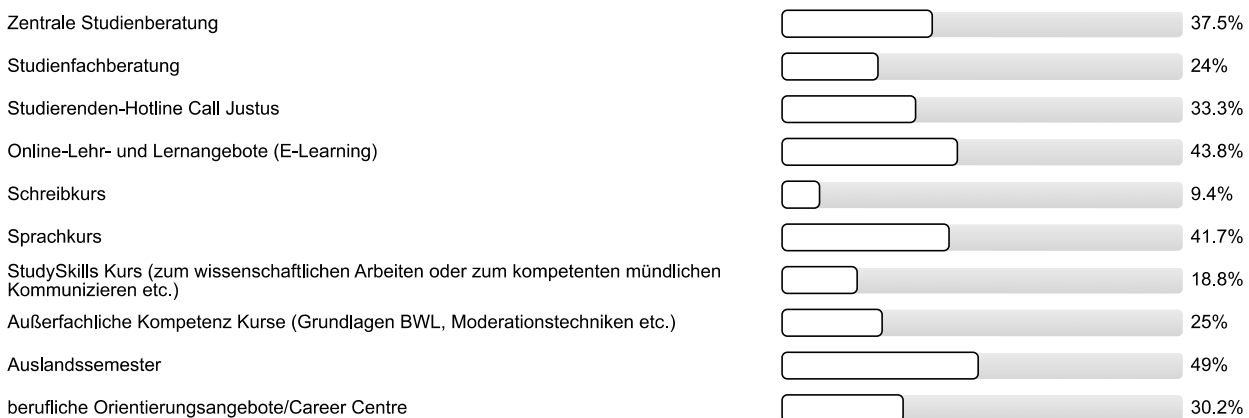 Zentrale Studienberatung 37.5%
Studienfachberatung 24%
Studierenden-Hotline Call Justus 33.3%
Online-Lehr- und Lernangebote (E-Learning) 43.8%
Schreibkurs 9.4%
Sprachkurs 41.7%
StudySkills Kurs (zum wissenschaftlichen Arbeiten oder zum kompetenten mündlichen
Kommunizieren etc.) 18.8%
Außerfachliche Kompetenz Kurse (Grundlagen BWL, Moderationstechniken etc.) 25%
Auslandssemester 49%
berufliche Orientierungsangebote/Career Centre 30.2%